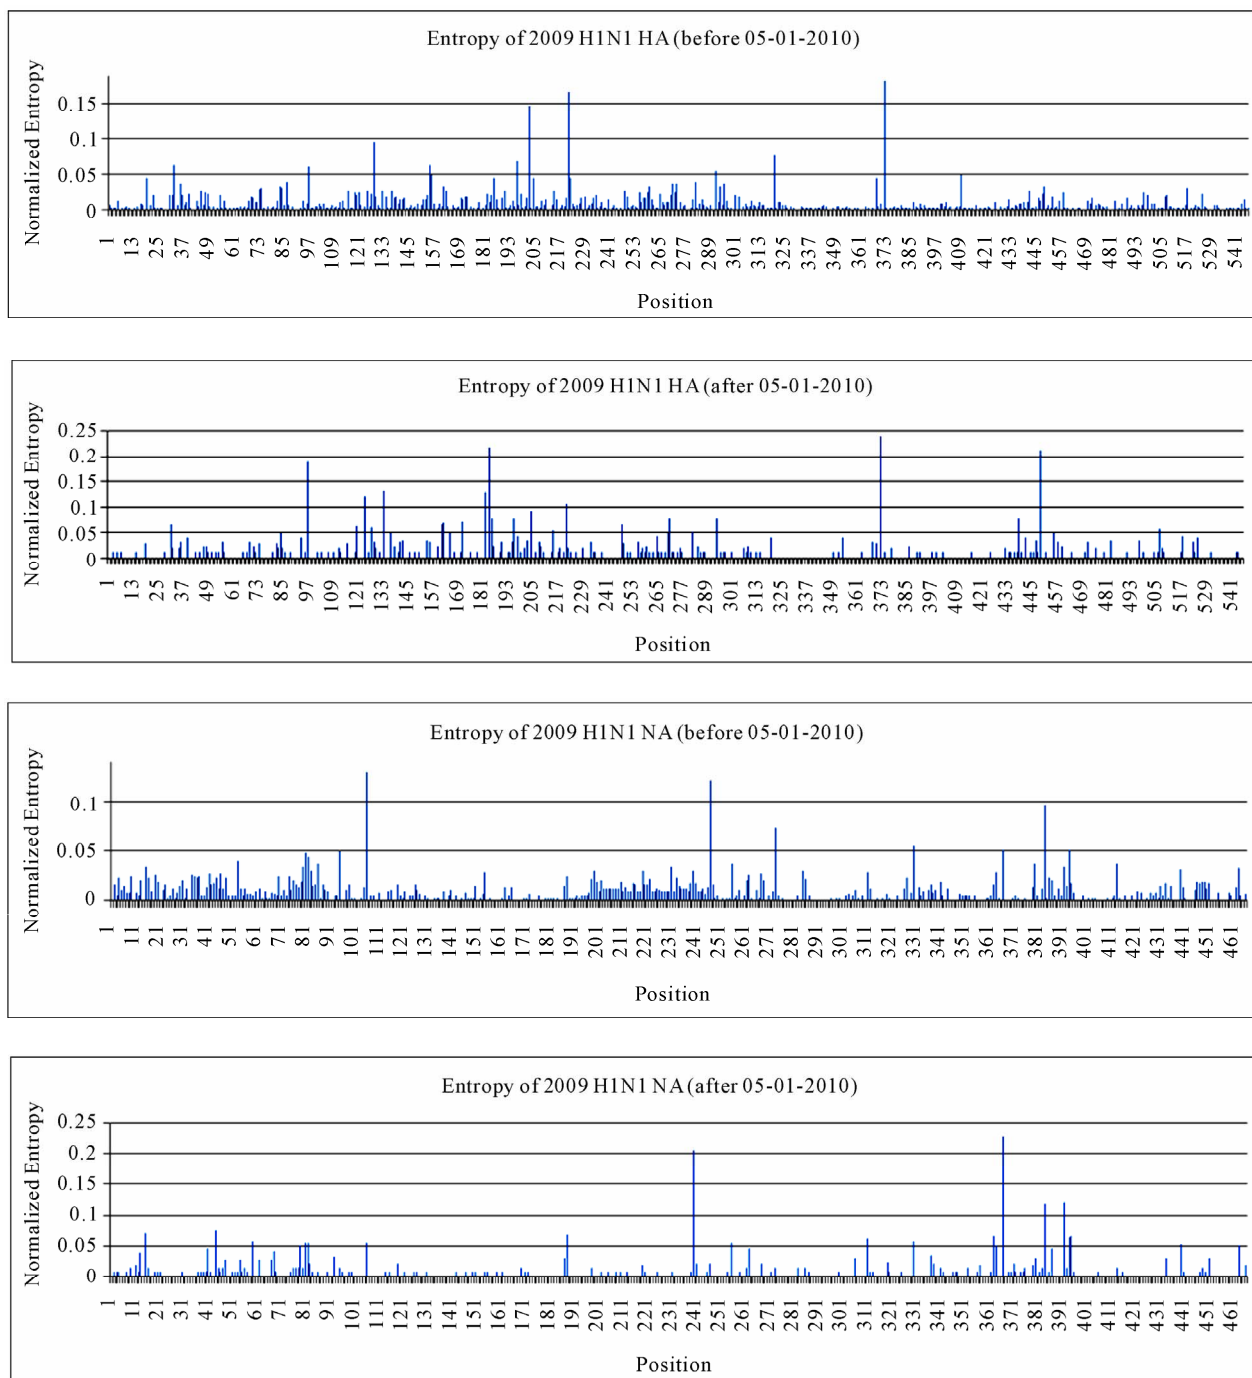 Entropy of 2009 H1N1 HA (before 05-01-2010)
Normalized Entropy
0.15
0.1
0.05
0
1 13 25 37 49 61 73 85 97 109 121 133 145 157 169 181 193 205 217 229 241 253 265 277 289 301 313 325 337 349 361 373 385 397 409 421 433 445 457 469 481 493 505 517 529 541
Position
Entropy of 2009 H1N1 HA (after 05-01-2010)
Normalized Entropy
0.25
0.2
0.15
0.1
0.05
0
1 13 25 37 49 61 73 85 97 109 121 133 145 157 169 181 193 205 217 229 241 253 265 277 289 301 313 325 337 349 361 373 385 397 409 421 433 445 457 469 481 493 505 517 529 541
Position
Entropy of 2009 H1N1 NA (before 05-01-2010)
Normalized Entropy
0.1
0.05
0
1 11 21 31 41 51 61 71 81 91 101 111 121 131 141 151 161 171 181 191 201 211 221 231 241 251 261 271 281 291 301 311 321 331 341 351 361 371 381 391 401 411 421 431 441 451 461
Position
Entropy of 2009 H1N1 NA (after 05-01-2010)
Normalized Entropy
0.25
0.2
0.15
0.1
0.05
0
1 11 21 31 41 51 61 71 81 91 101 111 121 131 141 151 161 171 181 191 201 211 221 231 241 251 261 271 281 291 301 311 321 331 341 351 361 371 381 391 401 411 421 431 441 451 461
Position